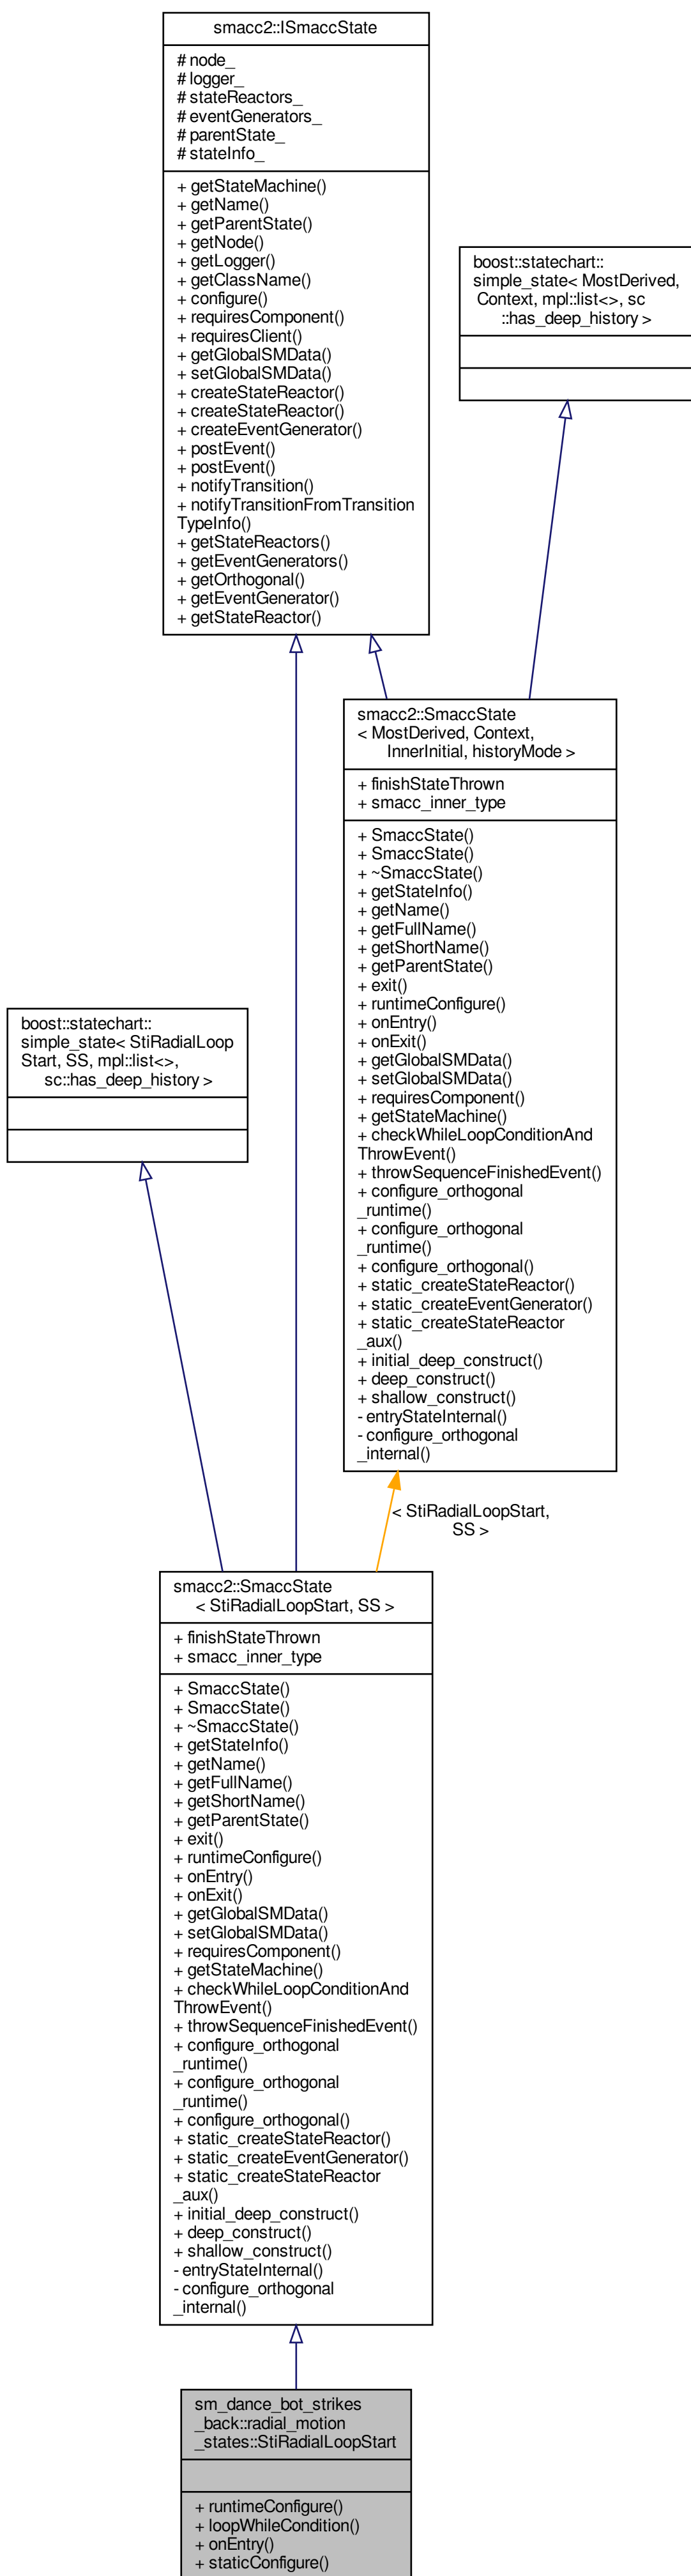 smacc2::ISmaccState
# node_
# logger_
# stateReactors_
# eventGenerators_
# parentState_
# stateInfo_
+ getStateMachine()
+ getName()
+ getParentState()
+ getNode()
+ getLogger()
+ getClassName()
+ configure()
+ requiresComponent()
+ requiresClient()
+ getGlobalSMData()
+ setGlobalSMData()
+ createStateReactor()
+ createStateReactor()
+ createEventGenerator()
+ postEvent()
+ postEvent()
+ notifyTransition()
+ notifyTransitionFromTransition
TypeInfo()
+ getStateReactors()
+ getEventGenerators()
+ getOrthogonal()
+ getEventGenerator()
+ getStateReactor()
boost::statechart::
simple_state< MostDerived,
Context, mpl::list<>, sc
::has_deep_history >
smacc2::SmaccState
< MostDerived, Context,
InnerInitial, historyMode >
+ finishStateThrown
+ smacc_inner_type
+ SmaccState()
+ SmaccState()
+ ~SmaccState()
+ getStateInfo()
+ getName()
+ getFullName()
+ getShortName()
+ getParentState()
+ exit()
+ runtimeConfigure()
+ onEntry()
+ onExit()
+ getGlobalSMData()
+ setGlobalSMData()
+ requiresComponent()
+ getStateMachine()
+ checkWhileLoopConditionAnd
ThrowEvent()
+ throwSequenceFinishedEvent()
+ configure_orthogonal
_runtime()
+ configure_orthogonal
_runtime()
+ configure_orthogonal()
+ static_createStateReactor()
+ static_createEventGenerator()
+ static_createStateReactor
_aux()
+ initial_deep_construct()
+ deep_construct()
+ shallow_construct()
- entryStateInternal()
- configure_orthogonal
_internal()
boost::statechart::
simple_state< StiRadialLoop
Start, SS, mpl::list<>,
sc::has_deep_history >
< StiRadialLoopStart,
SS >
smacc2::SmaccState
< StiRadialLoopStart, SS >
+ finishStateThrown
+ smacc_inner_type
+ SmaccState()
+ SmaccState()
+ ~SmaccState()
+ getStateInfo()
+ getName()
+ getFullName()
+ getShortName()
+ getParentState()
+ exit()
+ runtimeConfigure()
+ onEntry()
+ onExit()
+ getGlobalSMData()
+ setGlobalSMData()
+ requiresComponent()
+ getStateMachine()
+ checkWhileLoopConditionAnd
ThrowEvent()
+ throwSequenceFinishedEvent()
+ configure_orthogonal
_runtime()
+ configure_orthogonal
_runtime()
+ configure_orthogonal()
+ static_createStateReactor()
+ static_createEventGenerator()
+ static_createStateReactor
_aux()
+ initial_deep_construct()
+ deep_construct()
+ shallow_construct()
- entryStateInternal()
- configure_orthogonal
_internal()
sm_dance_bot_strikes
_back::radial_motion
_states::StiRadialLoopStart
+ runtimeConfigure()
+ loopWhileCondition()
+ onEntry()
+ staticConfigure()